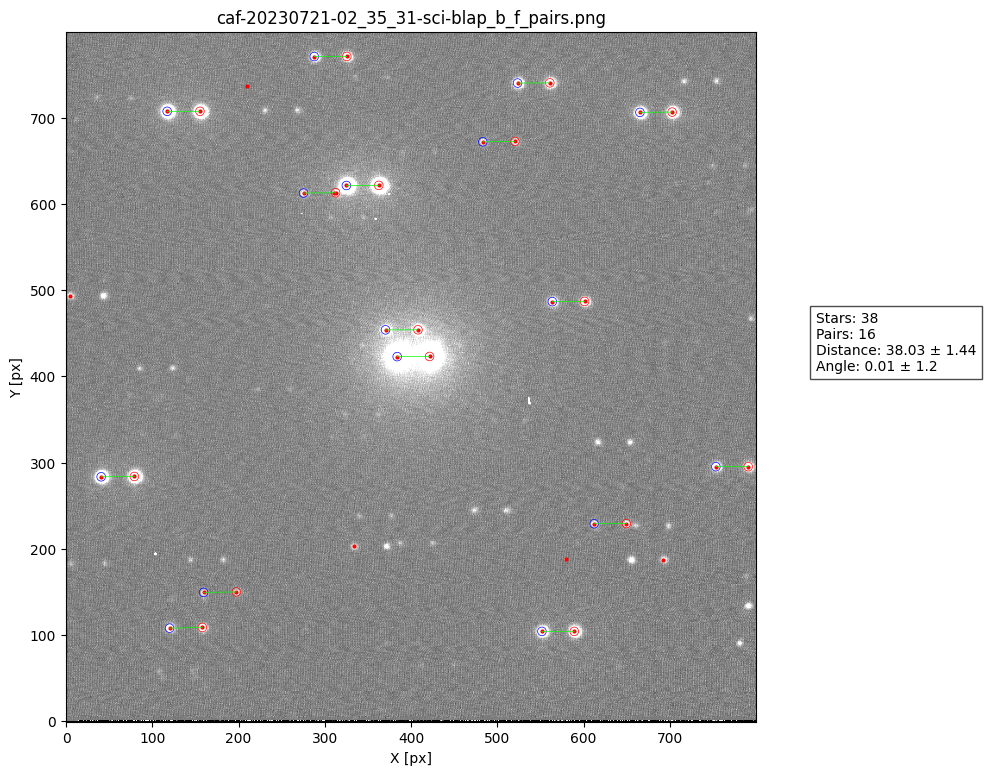 caf-20230721-02_35_31-sci-blap_b_f_pairs.png
Y [px]
700
600
500
400
300
200
100
0
0 100 200 300 400 500 600 700
X [px]
Stars: 38
Pairs: 16
Distance: 38.03 ± 1.44
Angle: 0.01 ± 1.2